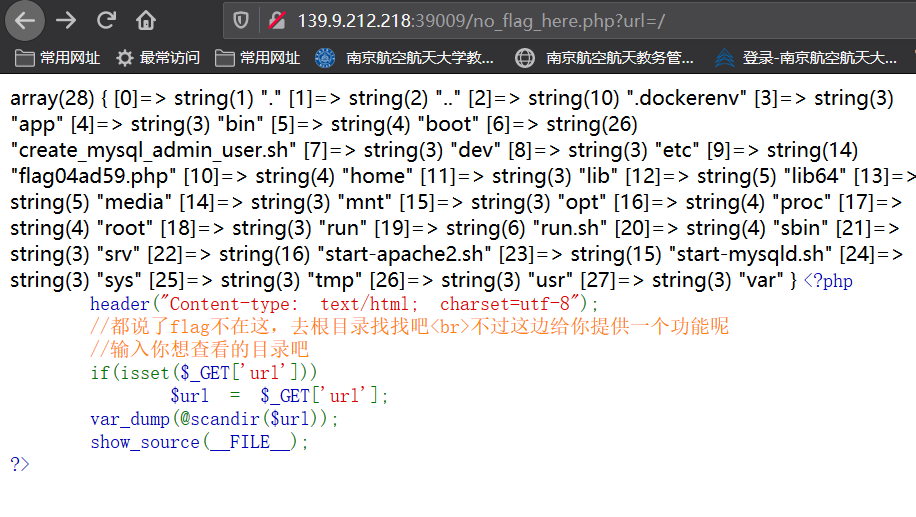 139.9.212.218:39009/no_flag_here.php?url=/
常用网址 最常访问 常用网址 南京航空航天大学教... 南京航空航天教务管... 登录-南京航空航天大...
array(28) { [0]=> string(1) "." [1]=> string(2) ".." [2]=> string(10) ".dockerenv" [3]=> string(3)
"app" [4]=> string(3) "bin" [5]=> string(4) "boot" [6]=> string(26)
"create_mysql_admin_user.sh" [7]=> string(3) "dev" [8]=> string(3) "etc" [9]=> string(14)
"flag04ad59.php" [10]=> string(4) "home" [11]=> string(3) "lib" [12]=> string(5) "lib64" [13]=>
string(5) "media" [14]=> string(3) "mnt" [15]=> string(3) "opt" [16]=> string(4) "proc" [17]=>
string(4) "root" [18]=> string(3) "run" [19]=> string(6) "run.sh" [20]=> string(4) "sbin" [21]=>
string(3) "srv" [22]=> string(16) "start-apache2.sh" [23]=> string(15) "start-mysqld.sh" [24]=>
string(3) "sys" [25]=> string(3) "tmp" [26]=> string(3) "usr" [27]=> string(3) "var" } <?php
header("Content-type: text/html; charset=utf-8");
//都说了flag不在这，去根目录找找吧<br>不过这边给你提供一个功能呢
//输入你想查看的目录吧
if(isset($_GET['url']))
$url = $_GET['url'];
var_dump(@scandir($url));
show_source(__FILE__);
?>